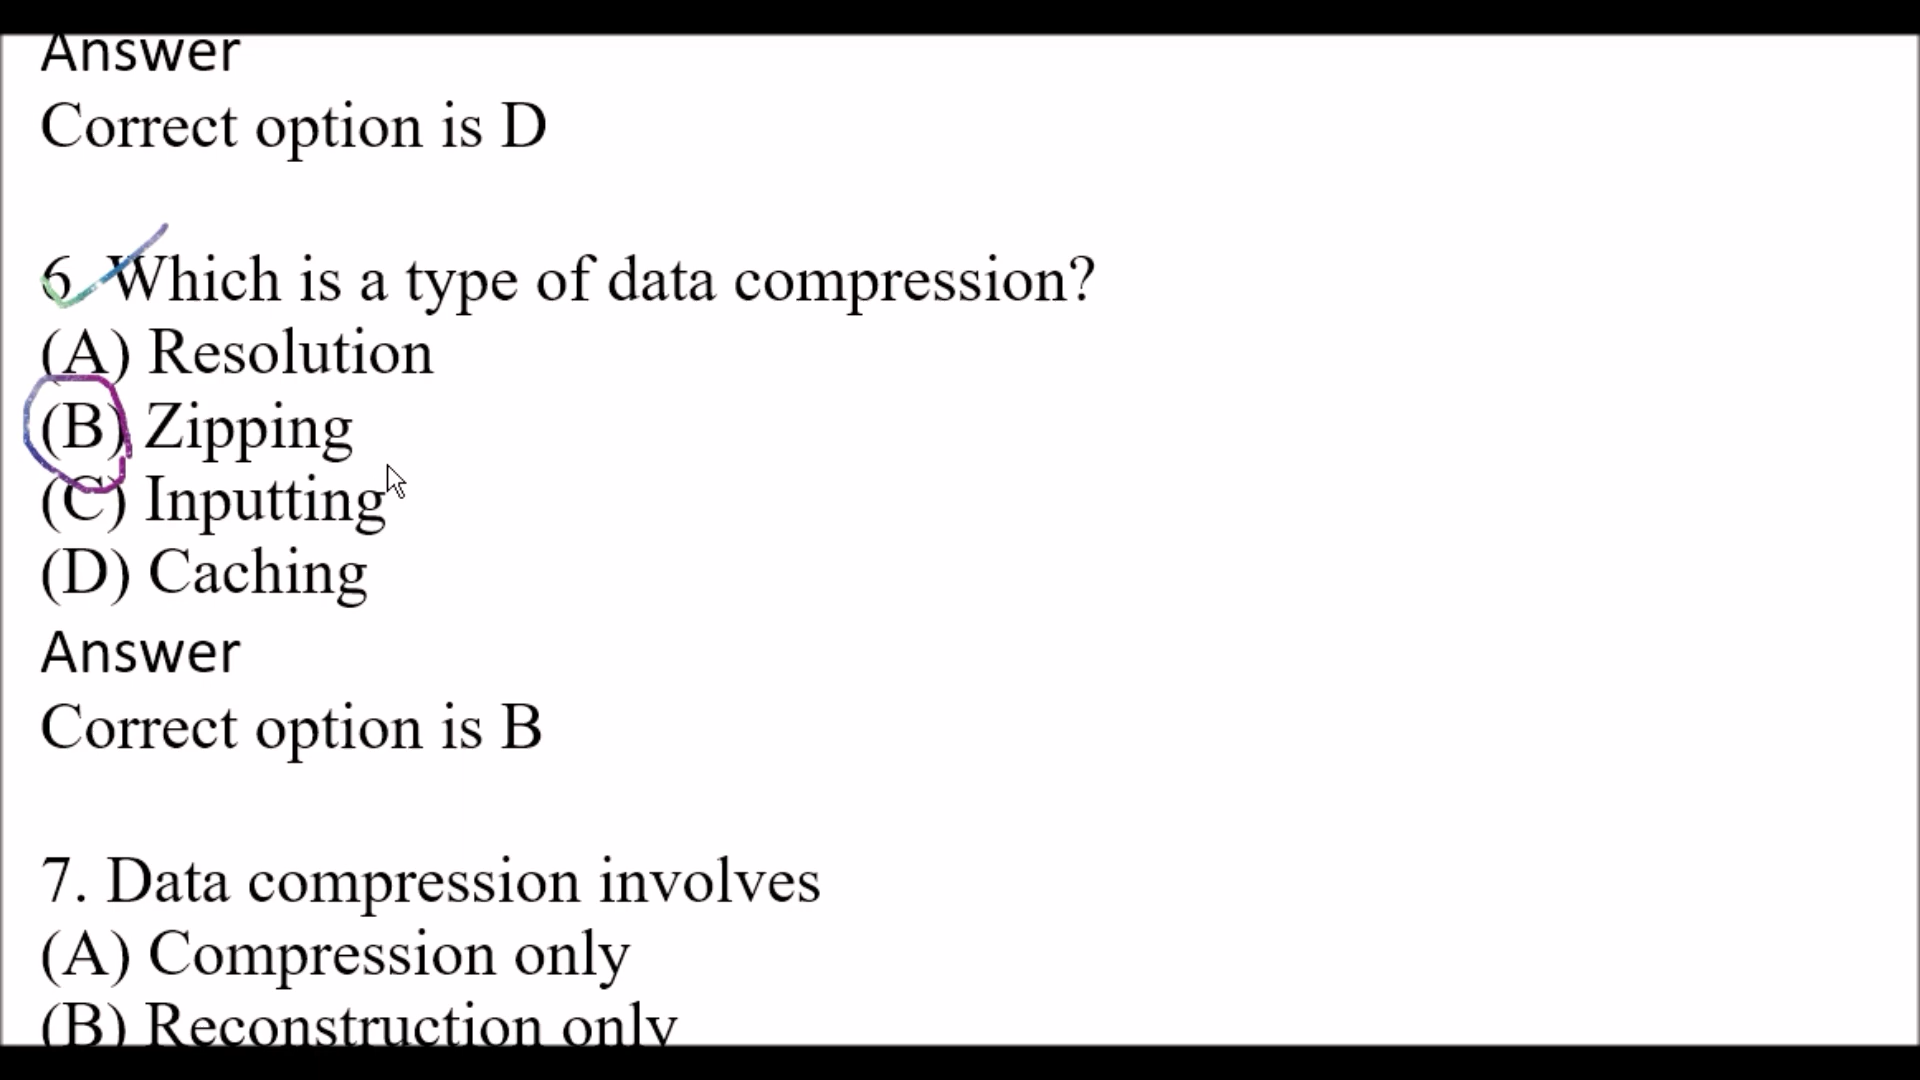 Answer
Correct option is D
6. Which is a type of data compression?
(A) Resolution
(B) Zipping
(C) Inputting
(D) Caching
Answer
Correct option is B
7. Data compression involves
(A) Compression only
(B) Reconstruction only